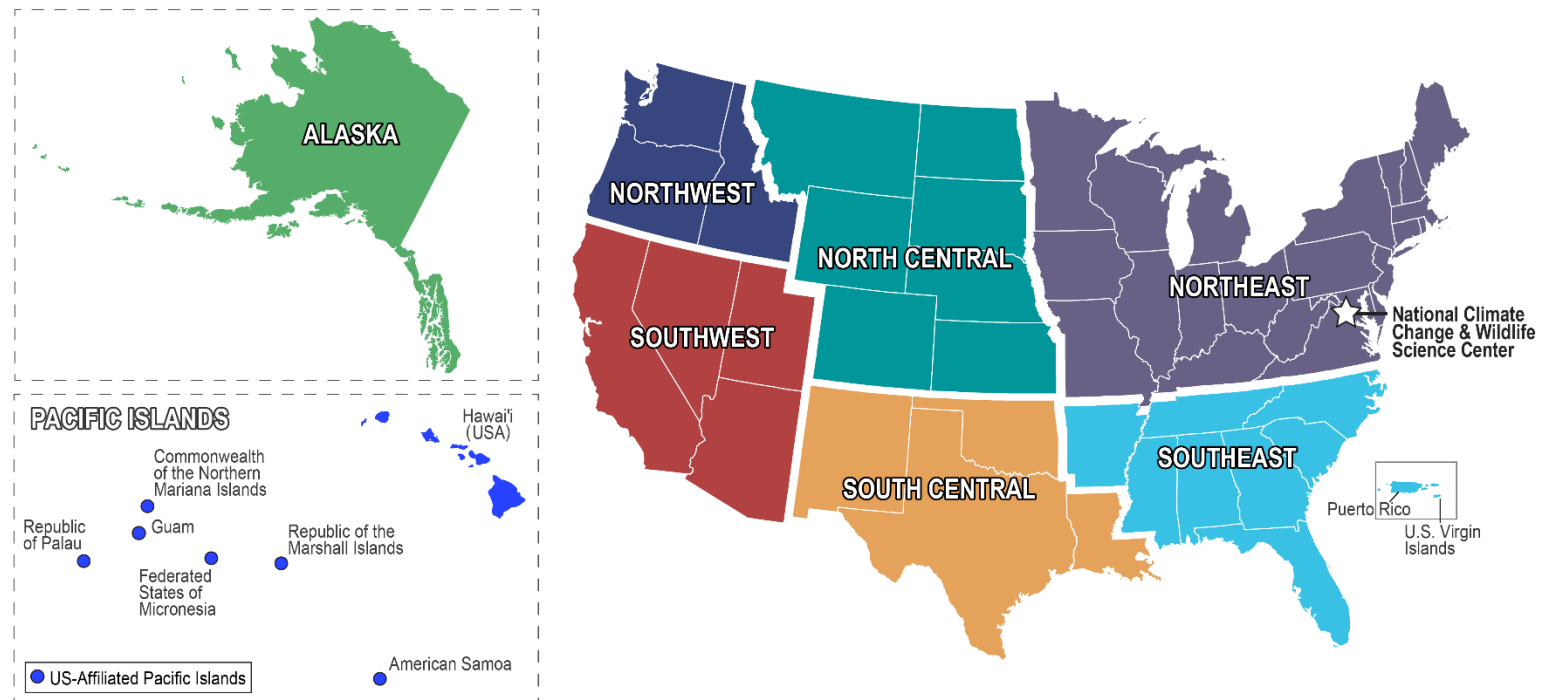 ALASKA
PACIFIC ISLANDS
Hawai'i
(USA)
Commonwealth
of the Northern
Mariana Islands
Republic
of Palau
Guam
Republic of the
Marshall Islands
Federated
States of
Micronesia
American Samoa
US-Affiliated Pacific Islands
NORTHWEST
NORTH CENTRAL
NORTHEAST
National Climate
Change & Wildlife
Science Center
SOUTHWEST
SOUTHEAST
SOUTH CENTRAL
Puerto Rico
U.S. Virgin
Islands